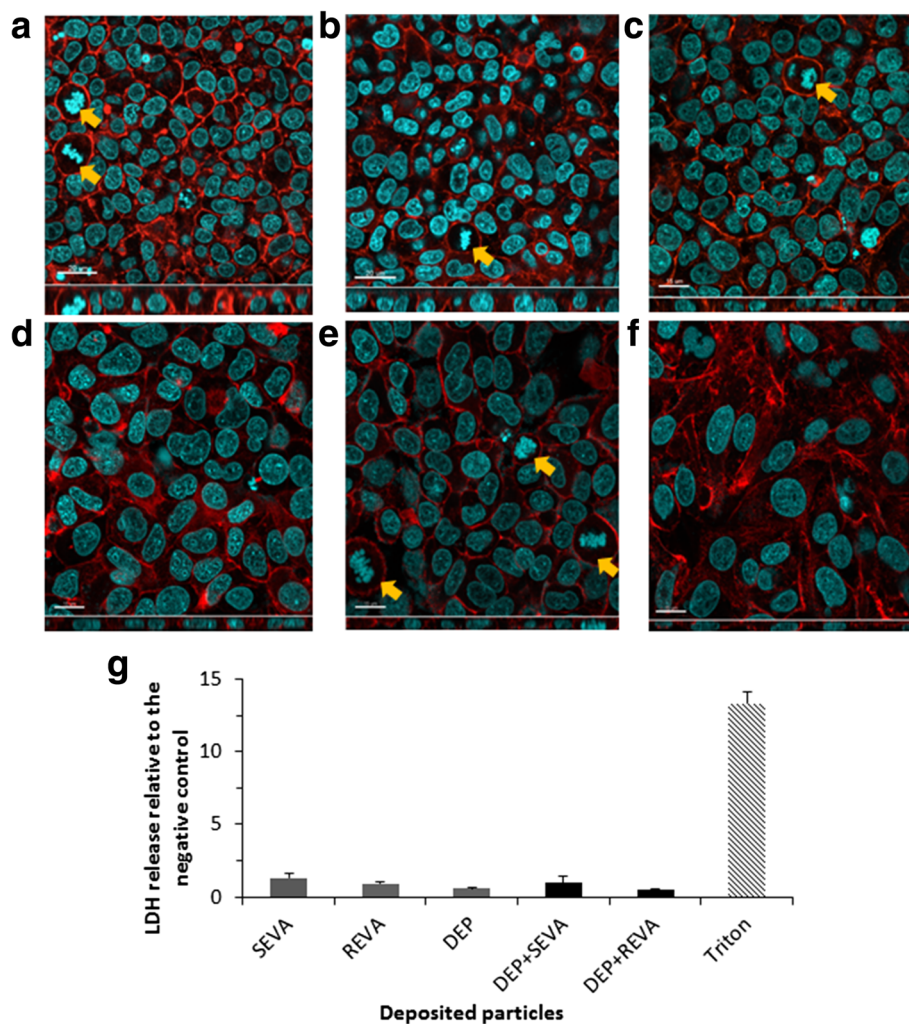 a
b
c
d
e
f
g
LDH release relative to the
negative control
15
10
5
0
SEVA
REVA
DEP
DEP+SEVA
DEP+REVA
Triton
Deposited particles